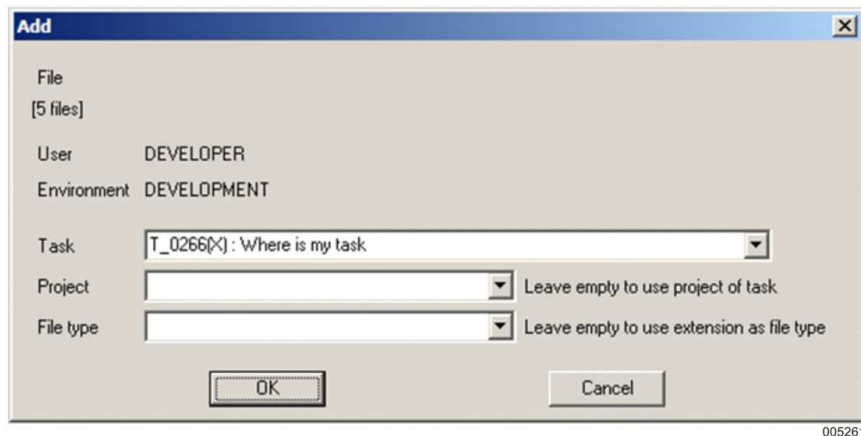 Add
File
[5 files]
User DEVELOPER
Environment DEVELOPMENT
Task T_0266(X) : Where is my task
Project Leave empty to use project of task
File type Leave empty to use extension as file type
OK Cancel
005261